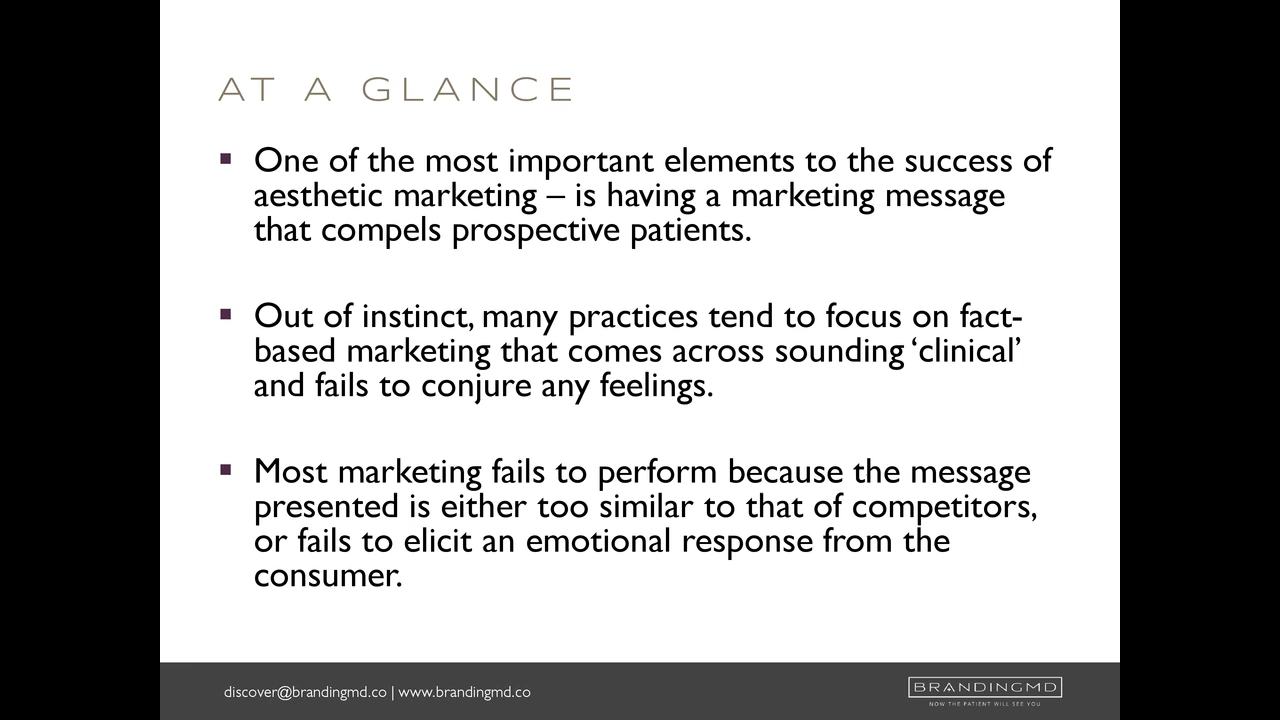 AT A GLANCE
▪ One of the most important elements to the success of
aesthetic marketing – is having a marketing message
that compels prospective patients.
▪ Out of instinct, many practices tend to focus on fact-
based marketing that comes across sounding ‘clinical’
and fails to conjure any feelings.
▪ Most marketing fails to perform because the message
presented is either too similar to that of competitors,
or fails to elicit an emotional response from the
consumer.
discover@brandingmd.co | www.brandingmd.co
BRANDINGMD
NOW THE PATIENT WILL SEE YOU